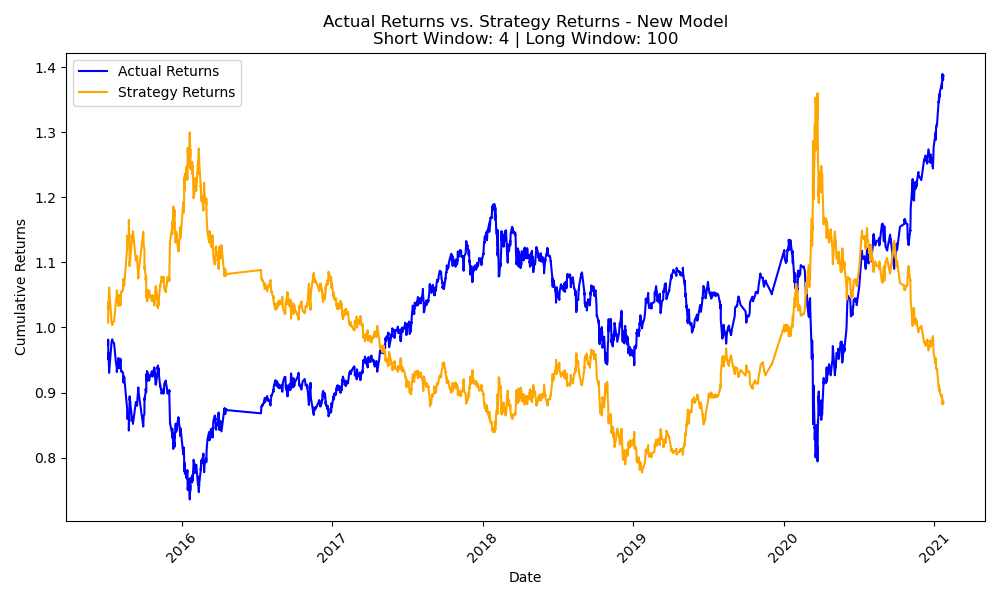 Actual Returns vs. Strategy Returns - New Model
Short Window: 4 | Long Window: 100
Actual Returns
Strategy Returns
Cumulative Returns
1.4
1.3
1.2
1.1
1.0
0.9
0.8
2016
2017
2018
2019
2020
2021
Date